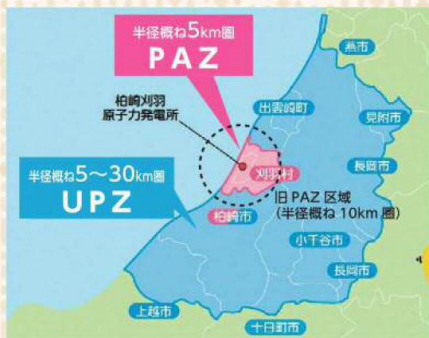 半径概ね5km圏
PAZ
柏崎刈羽
原子力発電所
半径概ね5～30km圏
UPZ
燕市
出雲崎町
見附市
長岡市
刈羽村
旧PAZ区域
(半径概ね10km圏)
柏崎市
小千谷市
長岡市
上越市
十日町市